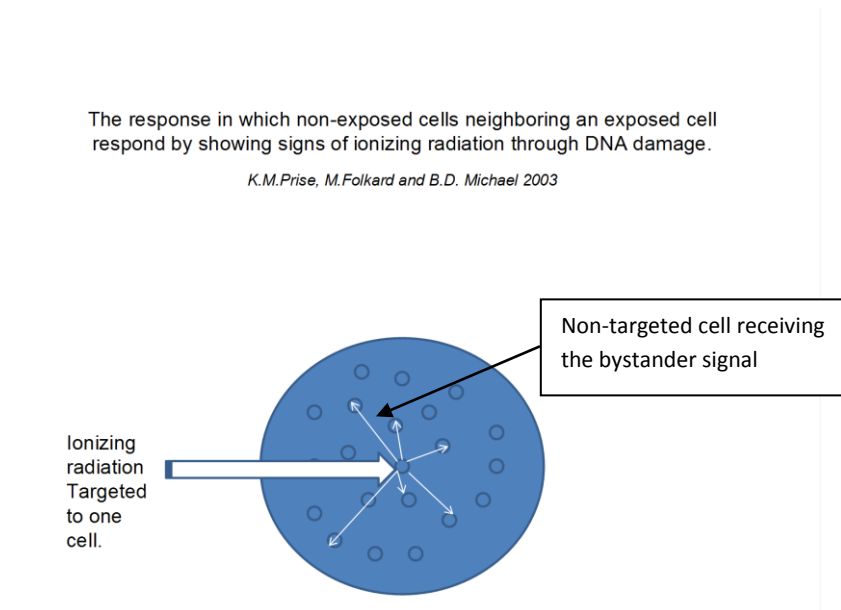 The response in which non-exposed cells neighboring an exposed cell
respond by showing signs of ionizing radiation through DNA damage.
K.M.Prise, M.Folkard and B.D. Michael 2003
Non-targeted cell receiving
the bystander signal
Ionizing
radiation
Targeted
to one
cell.